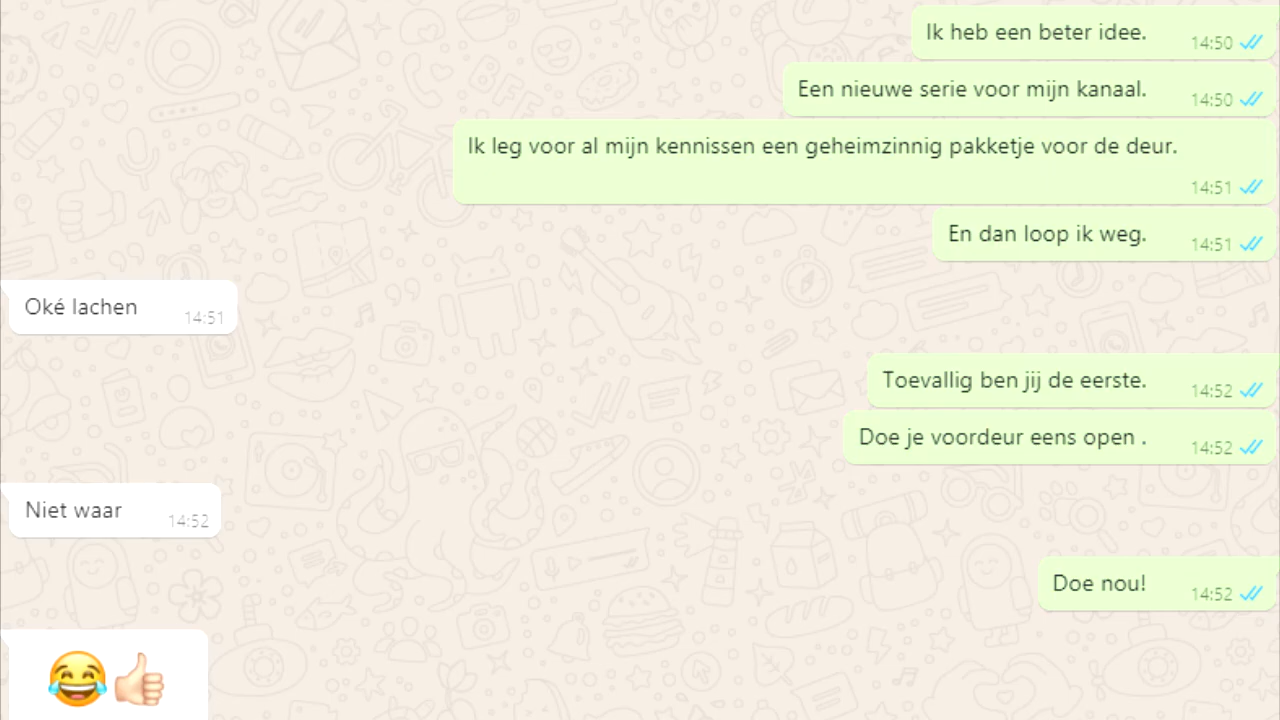 Ik heb een beter idee.
14:50
Een nieuwe serie voor mijn kanaal.
14:50
Ik leg voor al mijn kennissen een geheimzinnig pakketje voor de deur.
14:51
En dan loop ik weg.
14:51
Oké lachen
14:51
Toevallig ben jij de eerste.
14:52
Doe je voordeur eens open .
14:52
Niet waar
14:52
Doe nou!
14:52
😂👍🏻